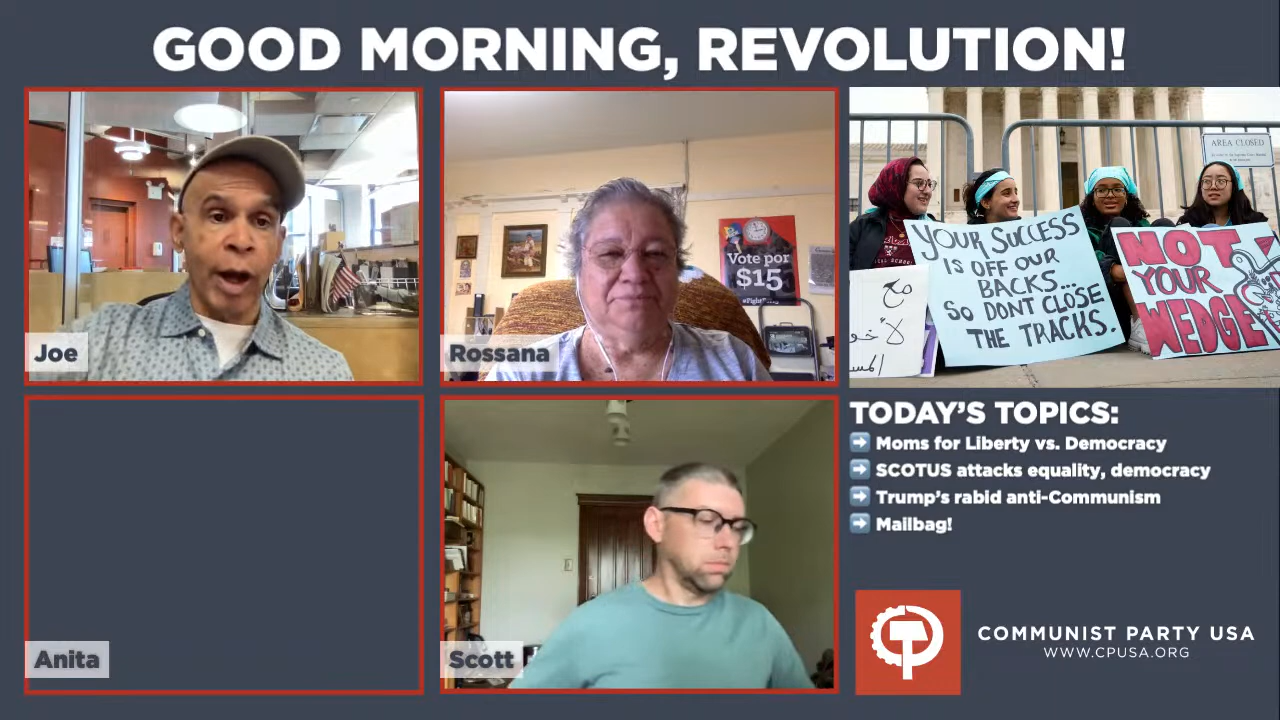 GOOD MORNING, REVOLUTION!
Joe
Vote por
$15
Rossana
AREA CLOSED
YOUR SUCCESS
IS OFF OUR
BACKS...
SO DONT CLOSE
THE TRACKS.
NOT
YOUR
WEDGE
TODAY'S TOPICS:
➡ Moms for Liberty vs. Democracy
➡ SCOTUS attacks equality, democracy
➡ Trump's rabid anti-Communism
➡ Mailbag!
Anita
Scott
COMMUNIST PARTY USA
WWW.CPUSA.ORG